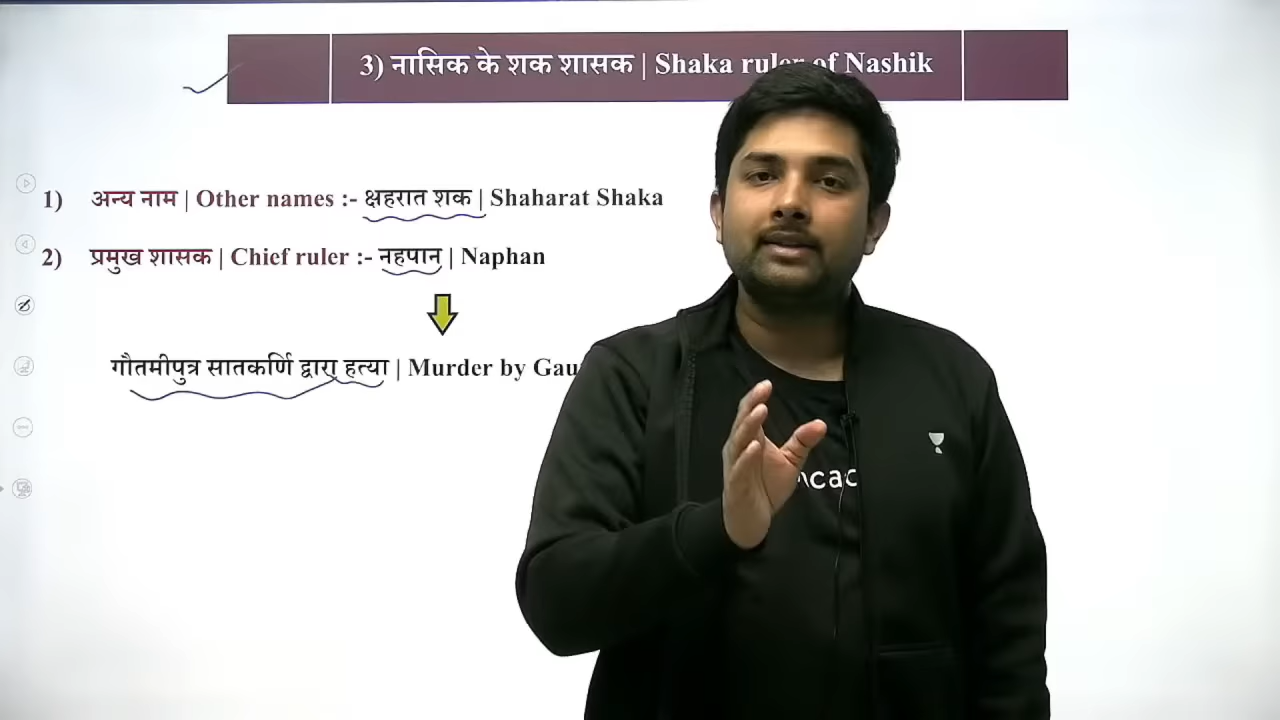 3) नासिक के शक शासक | Shaka ruler of Nashik
1) अन्य नाम | Other names :- क्षहरात शक | Shaharat Shaka
2) प्रमुख शासक | Chief ruler :- नहपान | Naphan
गौतमीपुत्र सातकर्णि द्वारा हत्या | Murder by Gau